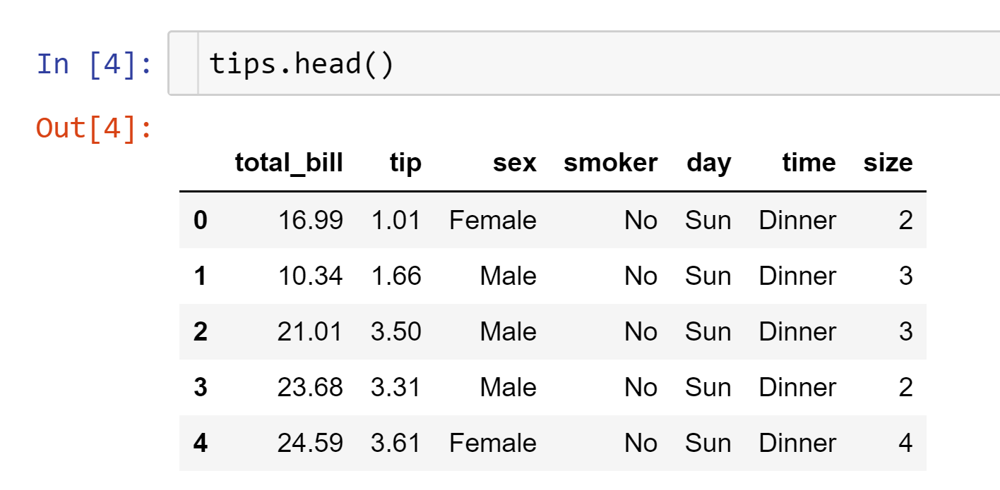 In [4]: tips.head()
Out[4]:
total_bill tip sex smoker day time size
0 16.99 1.01 Female No Sun Dinner 2
1 10.34 1.66 Male No Sun Dinner 3
2 21.01 3.50 Male No Sun Dinner 3
3 23.68 3.31 Male No Sun Dinner 2
4 24.59 3.61 Female No Sun Dinner 4